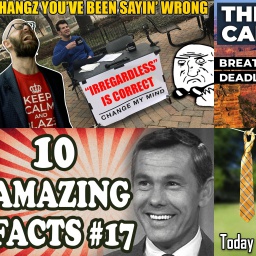 HANGZ YOU'VE BEEN SAYIN' WRONG
KEEP
CALM
AND
"IRREGARDLESS"
IS CORRECT
CHANGE MY MIND
10
AMAZING
FACTS #17
THE
CA
BREAT
DEADL
Today